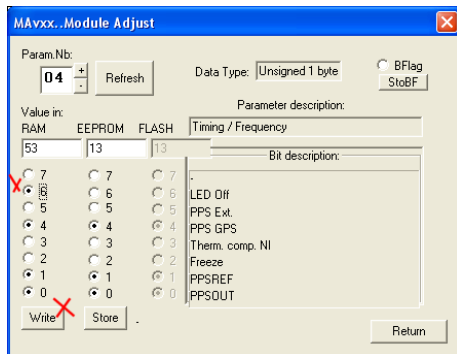 MAvxx..Module Adjust
Param.Nb:
04 + - Refresh
Data Type: Unsigned 1 byte
BFlag
StoBF
Value in:
RAM EEPROM FLASH
53 13 13
Parameter description:
Timing / Frequency
Bit description:
7 7 7 .
6 6 6 LED Off
5 5 5 PPS Ext.
4 4 4 PPS GPS
3 3 3 Therm. comp. NI
2 2 2 Freeze
1 1 1 PPSREF
0 0 0 PPSOUT
Write Store .
Return